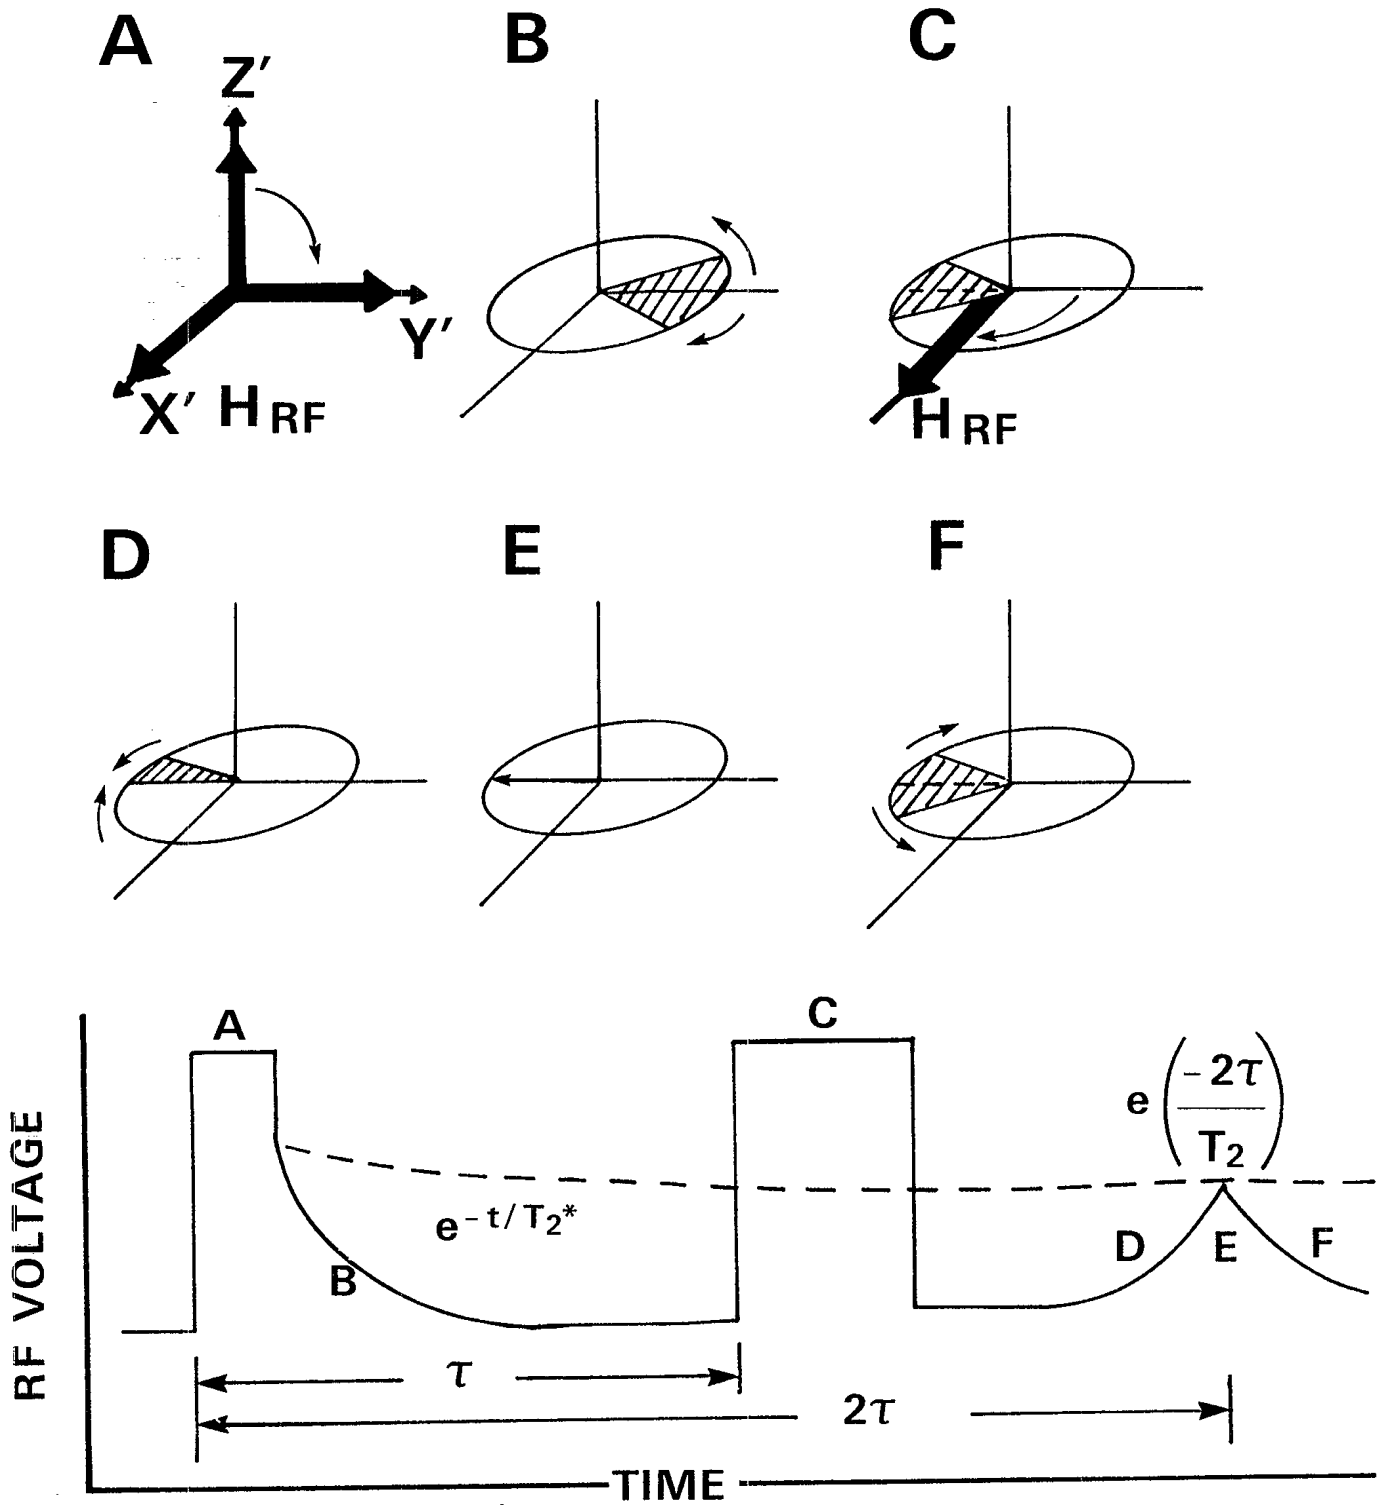 A
B
C
Z'
Y'
X' H RF
H RF
D
E
F
A
C
e(-2τ/T2)
e-t/T2*
B
D
E
F
τ
2τ
RF VOLTAGE
TIME